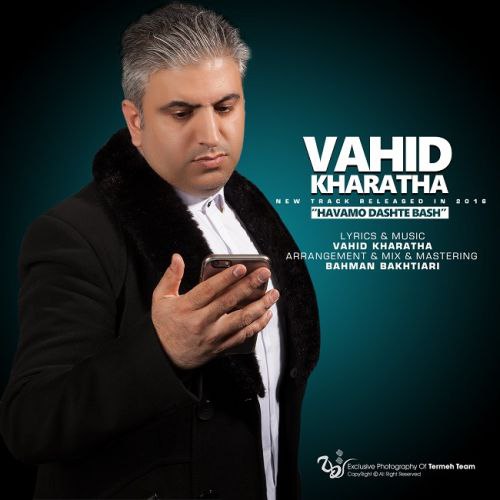 VAHID
KHARATHA
NEW TRACK RELEASED IN 2016
"HAVAMO DASHTE BASH"
LYRICS & MUSIC
VAHID KHARATHA
ARRANGEMENT & MIX & MASTERING
BAHMAN BAKHTIARI
Exclusive Photography Of Termeh Team
CopyRight © All Right Reserved